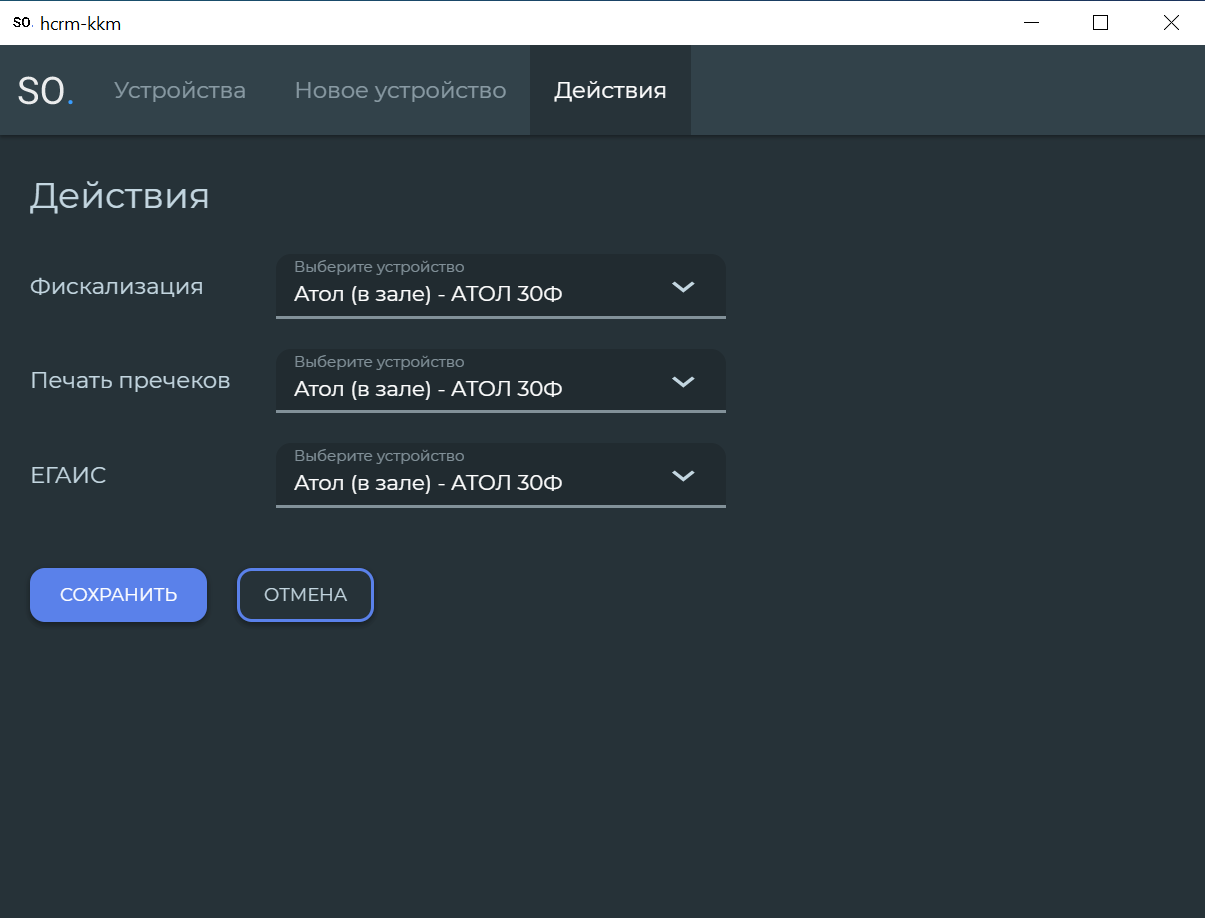 SO. hcrm-kkm
SO. Устройства Новое устройство Действия
Действия
Фискализация
Выберите устройство
Атол (в зале) - АТОЛ 30Ф
Печать пречеков
Выберите устройство
Атол (в зале) - АТОЛ 30Ф
ЕГАИС
Выберите устройство
Атол (в зале) - АТОЛ 30Ф
СОХРАНИТЬ ОТМЕНА